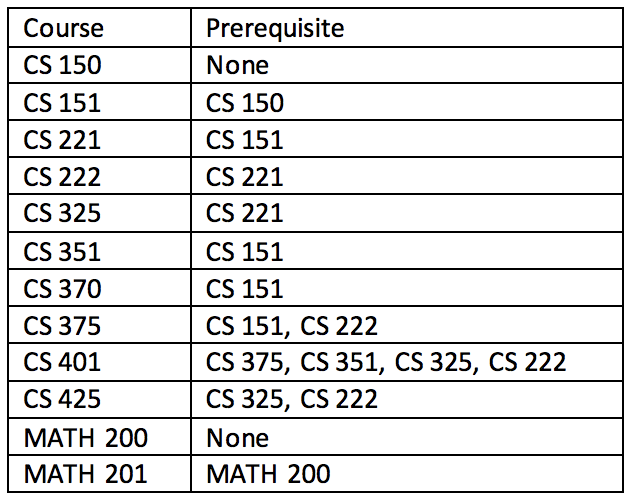 Course Prerequisite
CS 150 None
CS 151 CS 150
CS 221 CS 151
CS 222 CS 221
CS 325 CS 221
CS 351 CS 151
CS 370 CS 151
CS 375 CS 151, CS 222
CS 401 CS 375, CS 351, CS 325, CS 222
CS 425 CS 325, CS 222
MATH 200 None
MATH 201 MATH 200